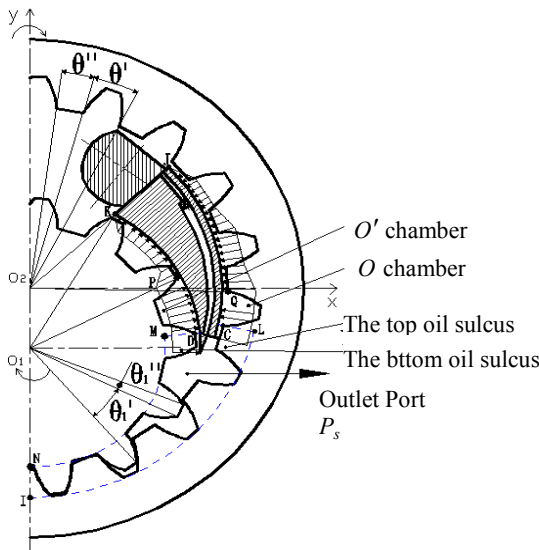 y
θ'' θ'
T
K
V
O' chamber
O chamber
P
O2
x
Q
M
D
C
L
The top oil sulcus
O1
The bttom oil sulcus
θ1''
Outlet Port
θ1'
Ps
N
I